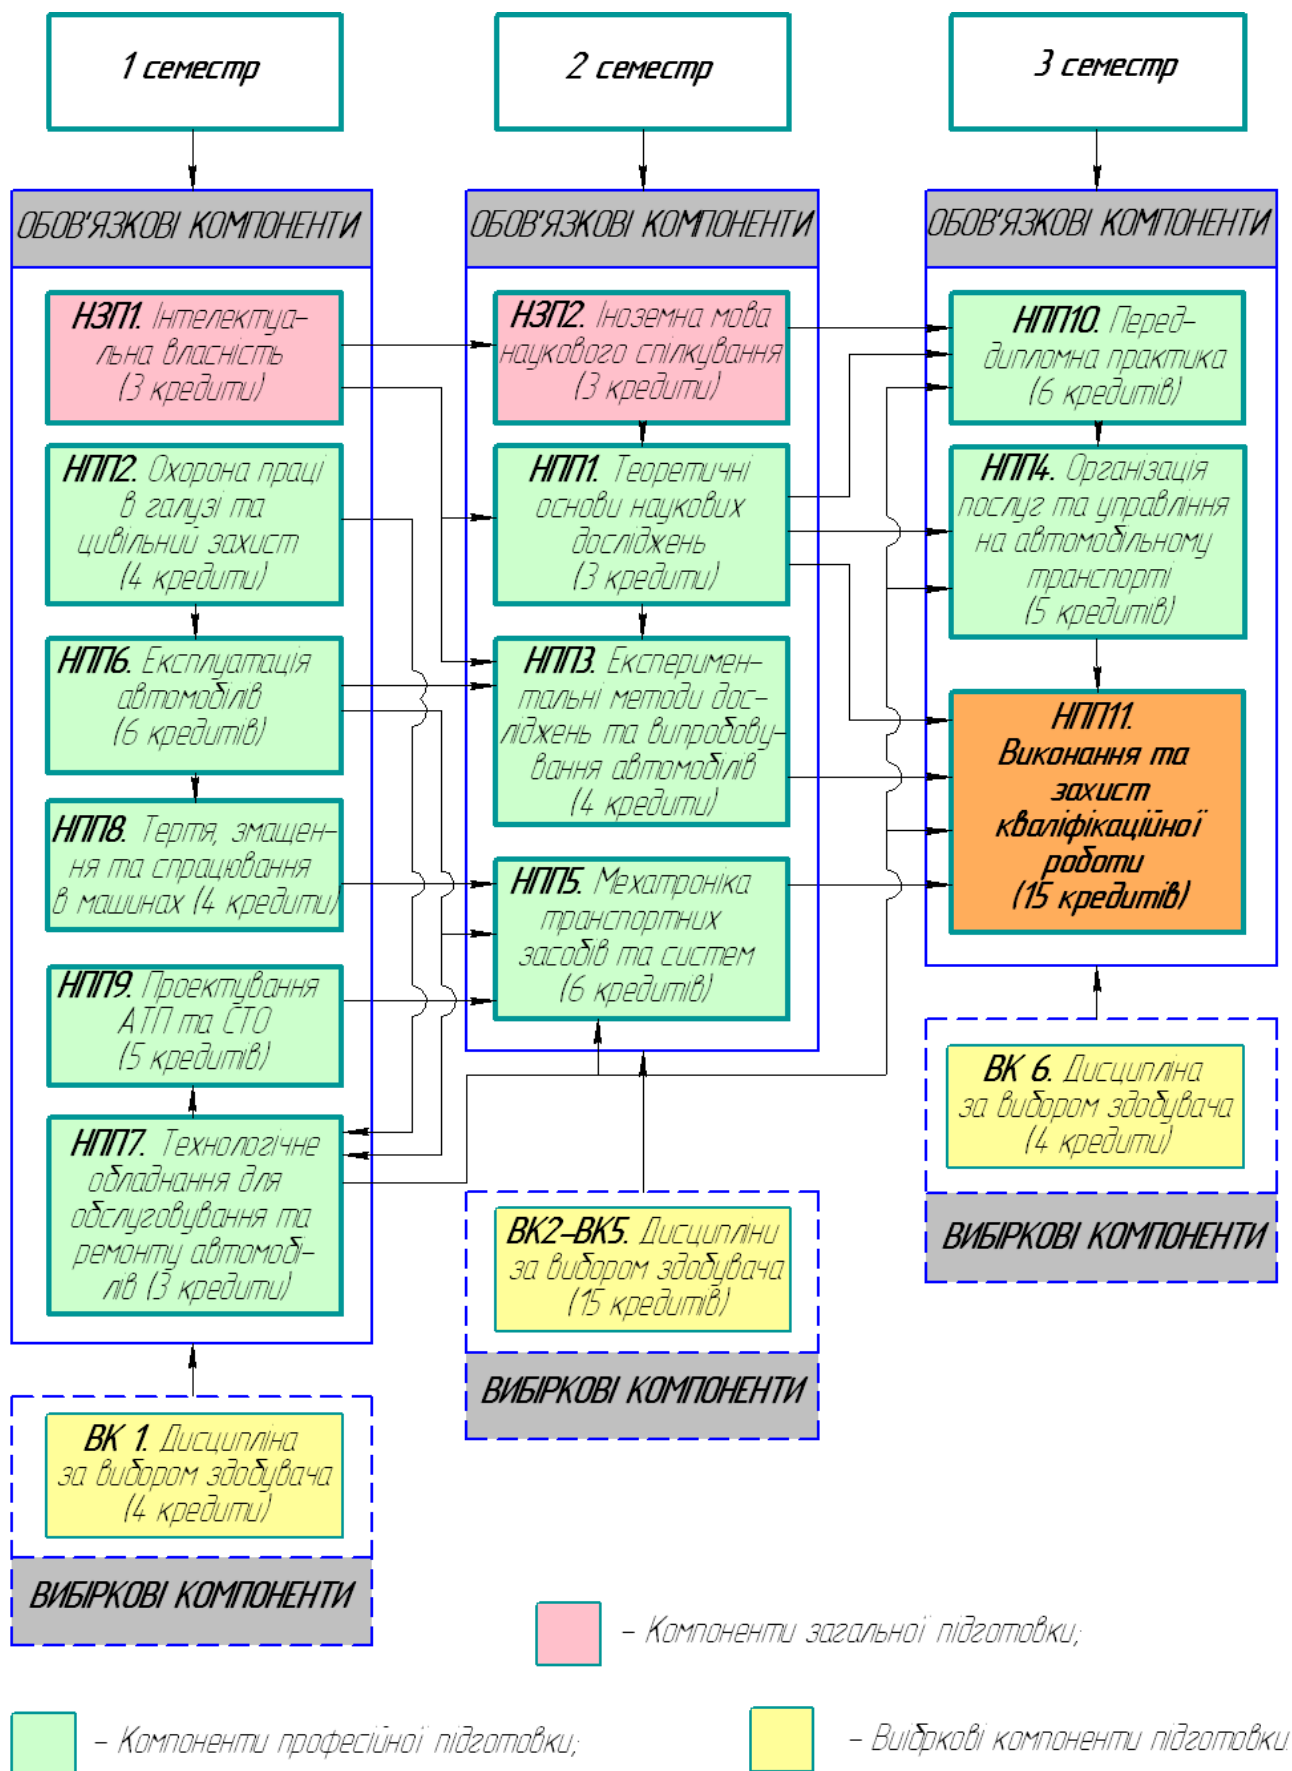 1 семестр
ОБОВ'ЯЗКОВІ КОМПОНЕНТИ
НЗП1. Інтелектуа-
льна власність
(3 кредити)
НПП2. Охорона праці
в галузі та
цивільний захист
(4 кредити)
НПП6. Експлуатація
автомобілів
(6 кредитів)
НПП8. Тертя, змащен-
ня та спрацювання
в машинах (4 кредити)
НПП9. Проектування
АТП та СТО
(5 кредитів)
НПП7. Технологічне
обладнання для
обслуговування та
ремонту автомобі-
лів (3 кредити)
ВК 1. Дисципліна
за вибором здобувача
(4 кредити)
ВИБІРКОВІ КОМПОНЕНТИ
2 семестр
ОБОВ'ЯЗКОВІ КОМПОНЕНТИ
НЗП2. Іноземна мова
наукового спілкування
(3 кредити)
НПП1. Теоретичні
основи наукових
досліджень
(3 кредити)
НПП3. Експеримен-
тальні методи дос-
ліджень та випробову-
вання автомобілів
(4 кредити)
НПП5. Мехатроніка
транспортних
засобів та систем
(6 кредитів)
ВК2-ВК5. Дисципліни
за вибором здобувача
(15 кредитів)
ВИБІРКОВІ КОМПОНЕНТИ
3 семестр
ОБОВ'ЯЗКОВІ КОМПОНЕНТИ
НПП10. Перед-
дипломна практика
(6 кредитів)
НПП4. Організація
послуг та управління
на автомобільному
транспорті
(5 кредитів)
НПП11.
Виконання та
захист
кваліфікаційної
роботи
(15 кредитів)
ВК 6. Дисципліна
за вибором здобувача
(4 кредити)
ВИБІРКОВІ КОМПОНЕНТИ
- Компоненти загальної підготовки;
- Компоненти професійної підготовки;
- Виібркові компоненти підготовки